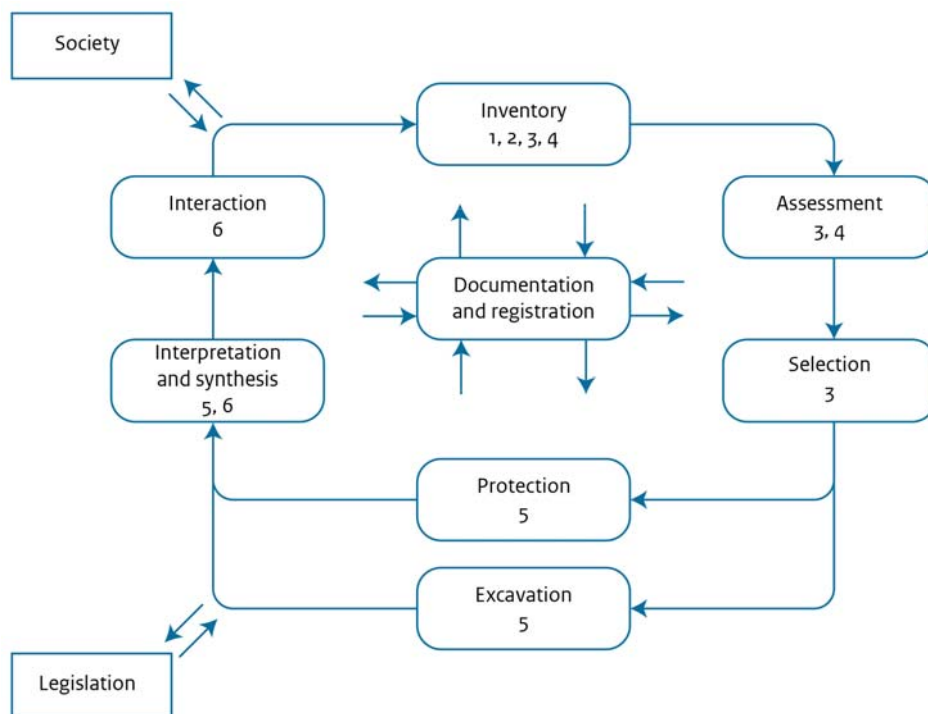 Society
Inventory
1, 2, 3, 4
Interaction
6
Assessment
3, 4
Documentation
and registration
Interpretation
and synthesis
5, 6
Selection
3
Protection
5
Excavation
5
Legislation